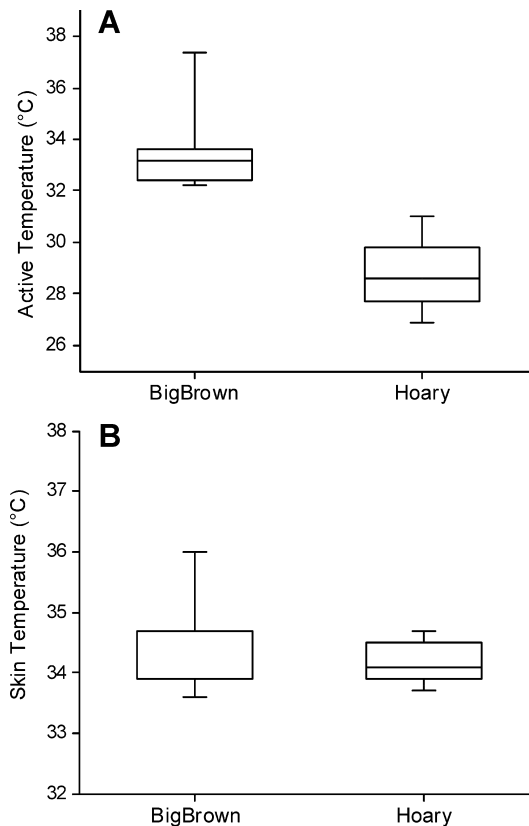 A
Active Temperature (°C)
38
36
34
32
30
28
26
BigBrown Hoary
B
Skin Temperature (°C)
38
37
36
35
34
33
32
BigBrown Hoary